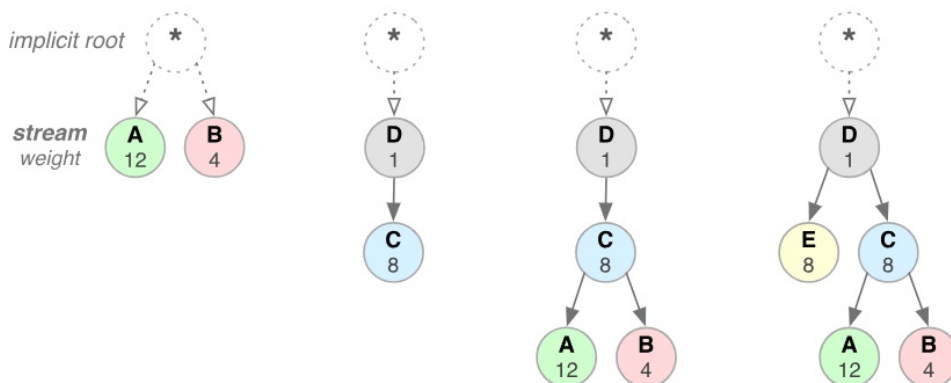 implicit root * * * *
stream A B D D D
weight 12 4 1 1 1
C C E C
8 8 8 8
A B A B
12 4 12 4